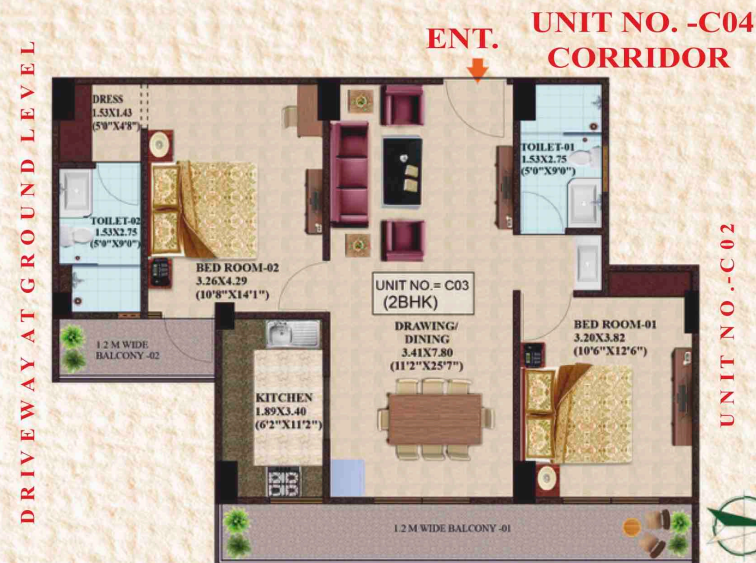 UNIT NO. -C04
ENT.
CORRIDOR
DRIVEWAY AT GROUND LEVEL
DRESS
1.53X1.43
(5'0"X4'8")
TOILET-01
1.53X2.75
(5'0"X9'0")
TOILET-02
1.53X2.75
(5'0"X9'0")
BED ROOM-02
3.26X4.29
(10'8"X14'1")
UNIT NO.= C03
(2BHK)
DRAWING/
DINING
3.41X7.80
(11'2"X25'7")
BED ROOM-01
3.20X3.82
(10'6"X12'6")
UNIT NO.-C02
1.2 M WIDE
BALCONY -02
KITCHEN
1.89X3.40
(6'2"X11'2")
1.2 M WIDE BALCONY -01